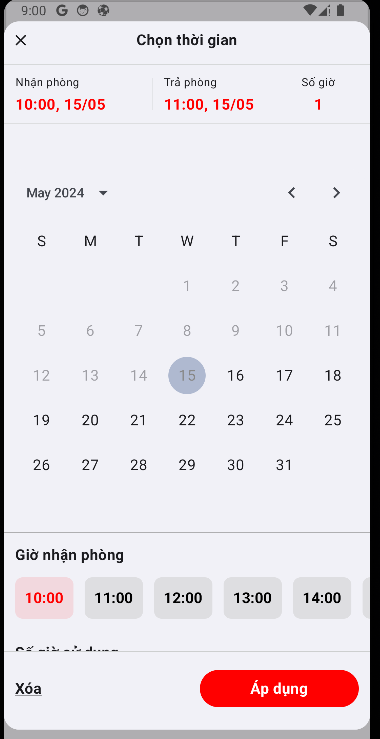 9:00
Chọn thời gian
Nhận phòng Trả phòng Số giờ
10:00, 15/05 11:00, 15/05 1
May 2024
S M T W T F S
1 2 3 4
5 6 7 8 9 10 11
12 13 14 15 16 17 18
19 20 21 22 23 24 25
26 27 28 29 30 31
Giờ nhận phòng
10:00 11:00 12:00 13:00 14:00
Số giờ sử dụng
Xóa Áp dụng